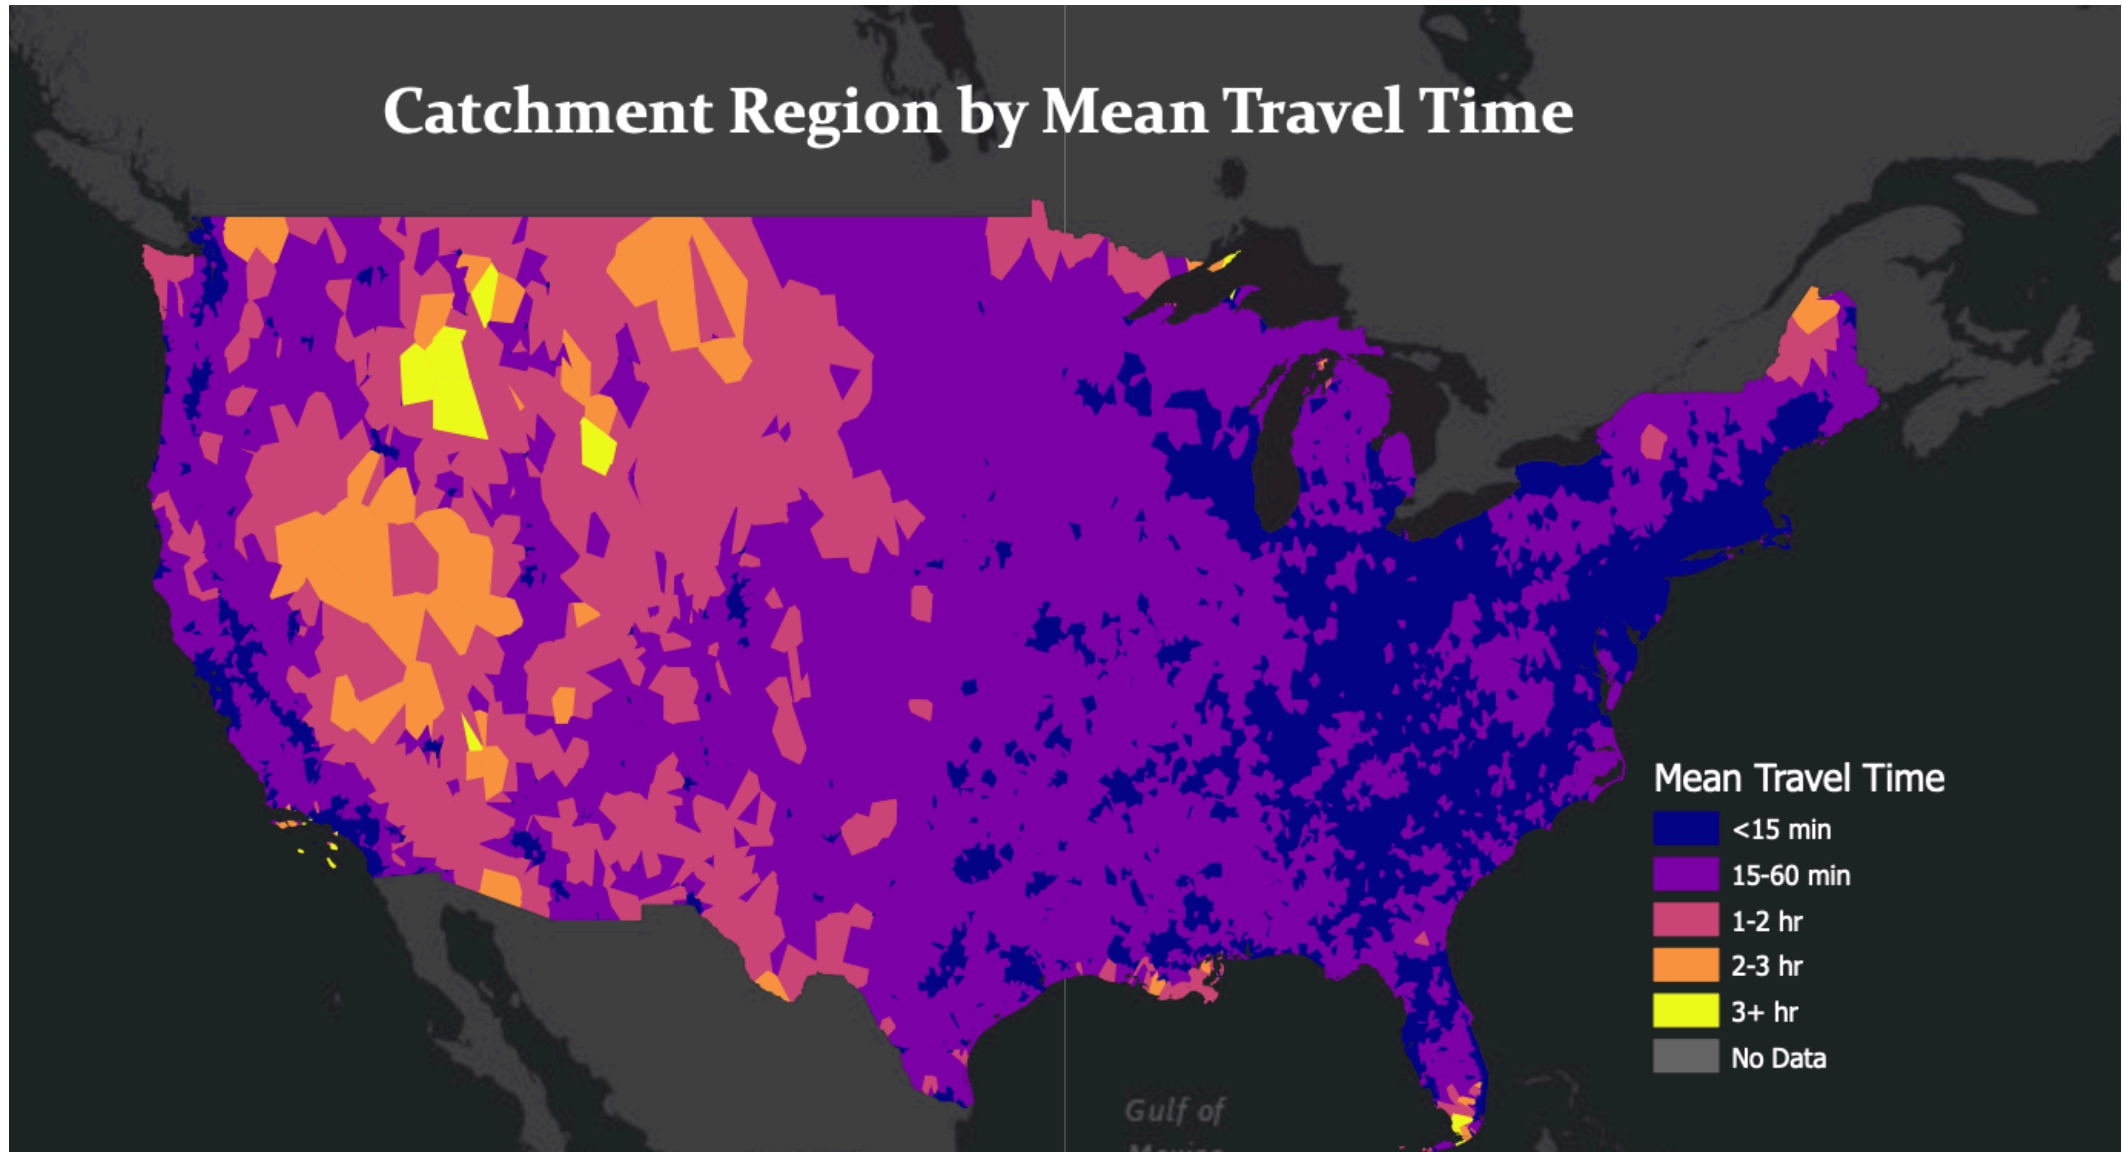 Catchment Region by Mean Travel Time
Mean Travel Time
<15 min
15-60 min
1-2 hr
2-3 hr
3+ hr
No Data
Gulf of